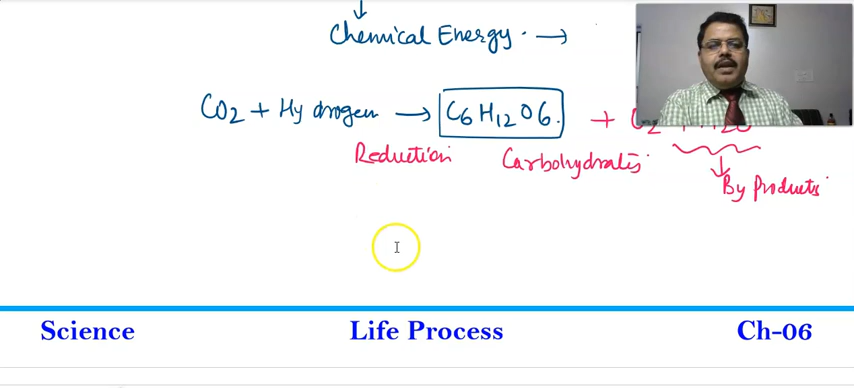 Chemical Energy. →
CO2 + Hydrogen → C6H12O6. +
Reduction Carbohydrates
By Products
Science Life Process Ch-06